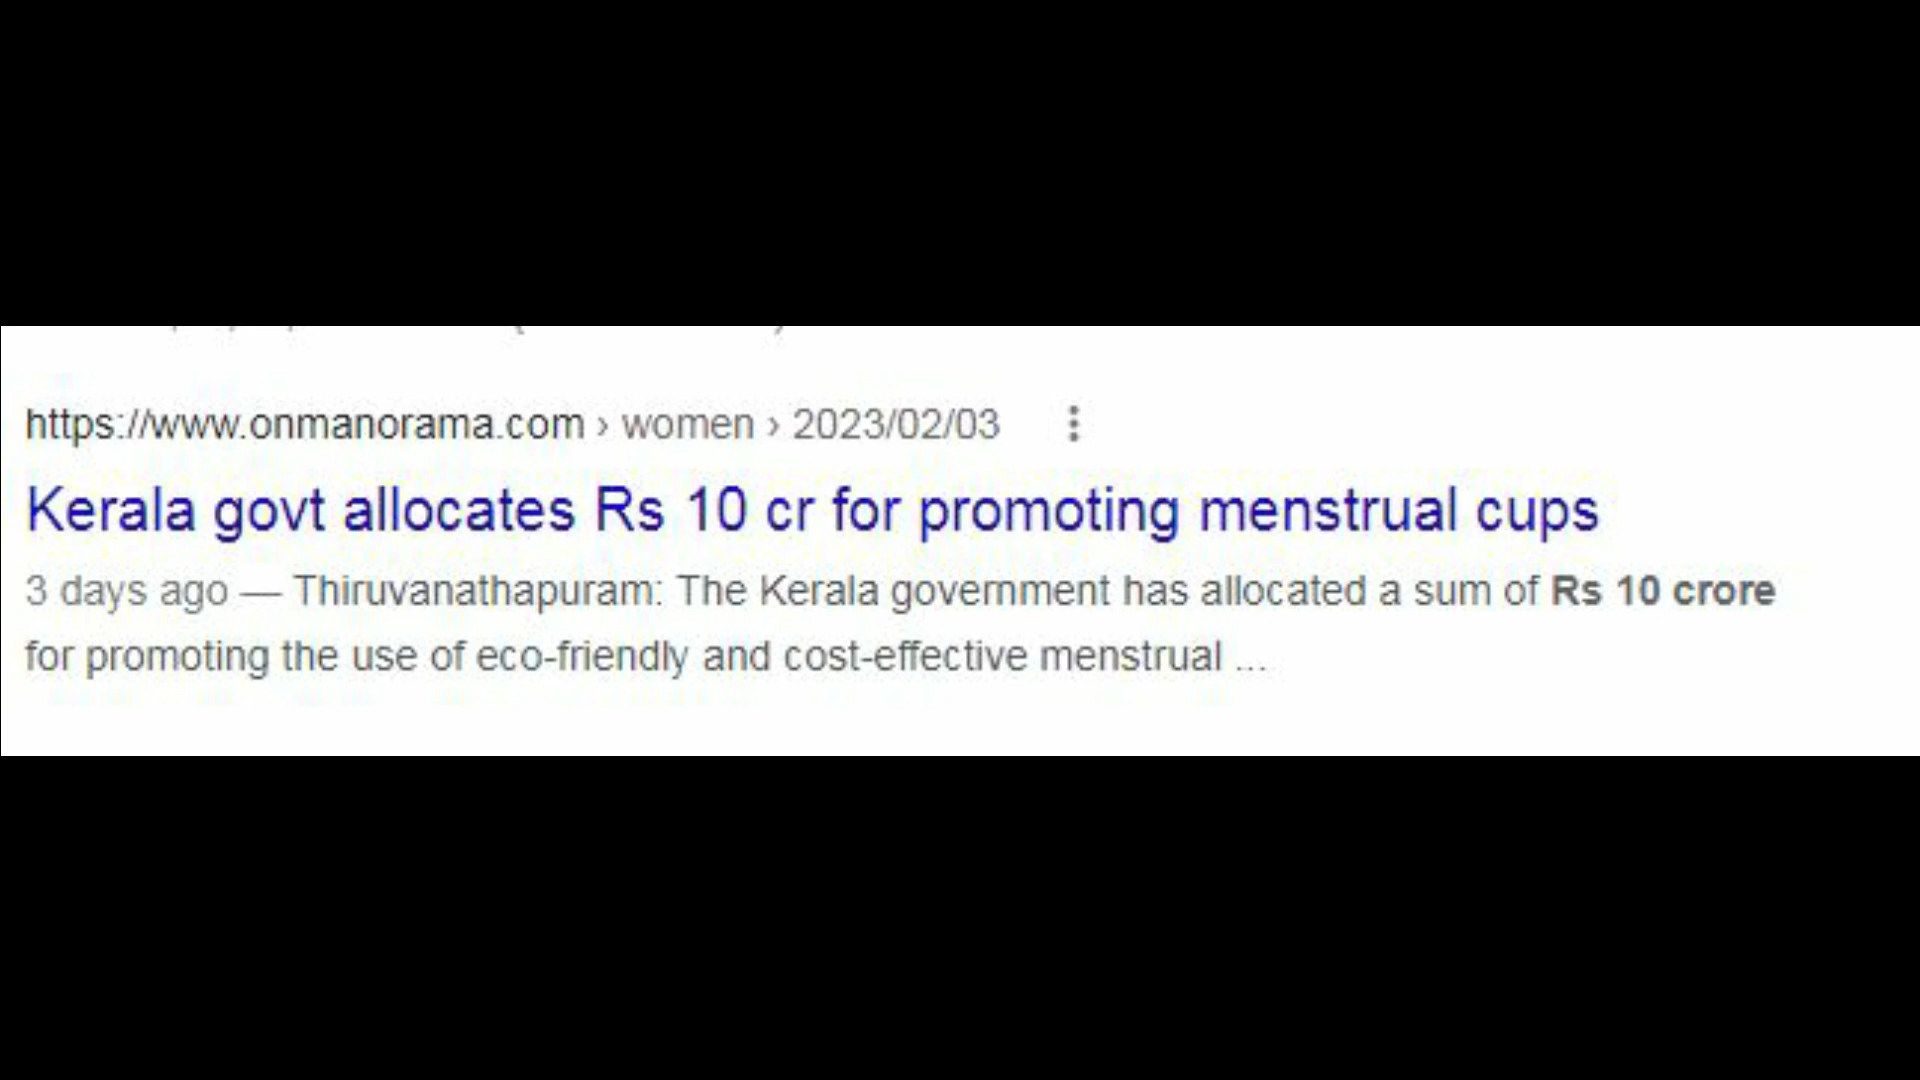 https://www.onmanorama.com › women › 2023/02/03
Kerala govt allocates Rs 10 cr for promoting menstrual cups
3 days ago — Thiruvanathapuram: The Kerala government has allocated a sum of Rs 10 crore
for promoting the use of eco-friendly and cost-effective menstrual ...